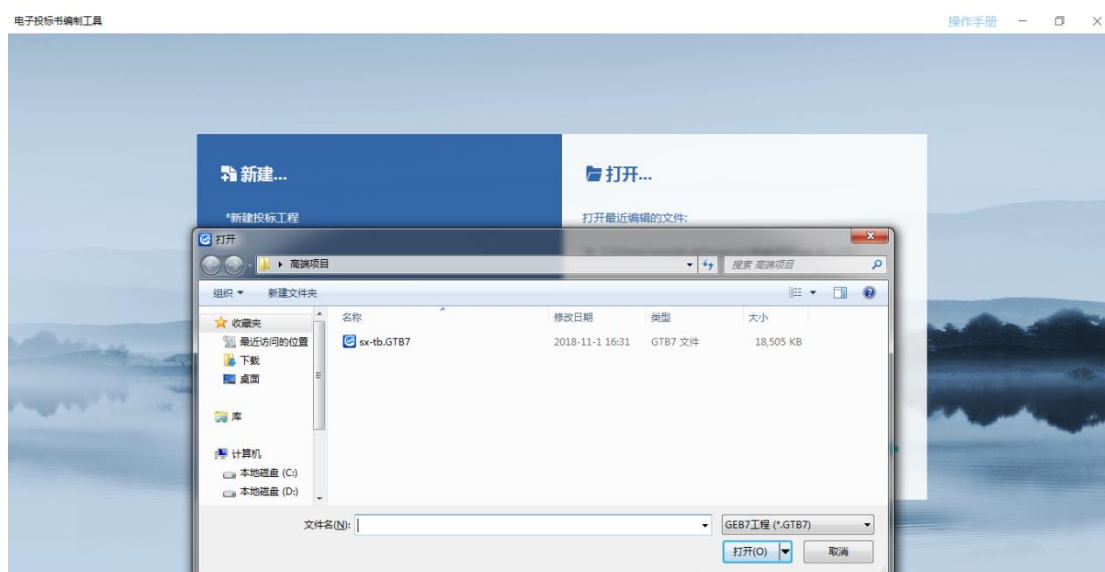 电子投标书编制工具
操作手册
新建...
打开...
*新建投标工程
打开最近编辑的文件:
打开
高端项目
搜索 高端项目
组织
新建文件夹
收藏夹
最近访问的位置
下载
桌面
库
计算机
本地磁盘 (C:)
本地磁盘 (D:)
名称 修改日期 类型 大小
sx-tb.GTB7 2018-11-1 16:31 GTB7 文件 18,505 KB
文件名(N):
GEB7工程 (*.GTB7)
打开(O) 取消